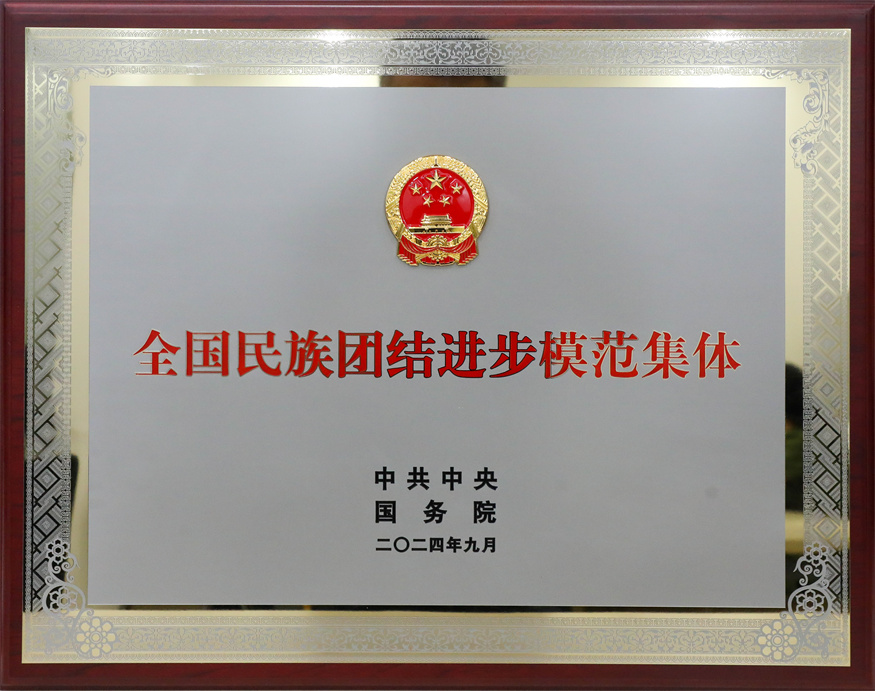 全国民族团结进步模范集体
中共中央
国务院
二〇二四年九月